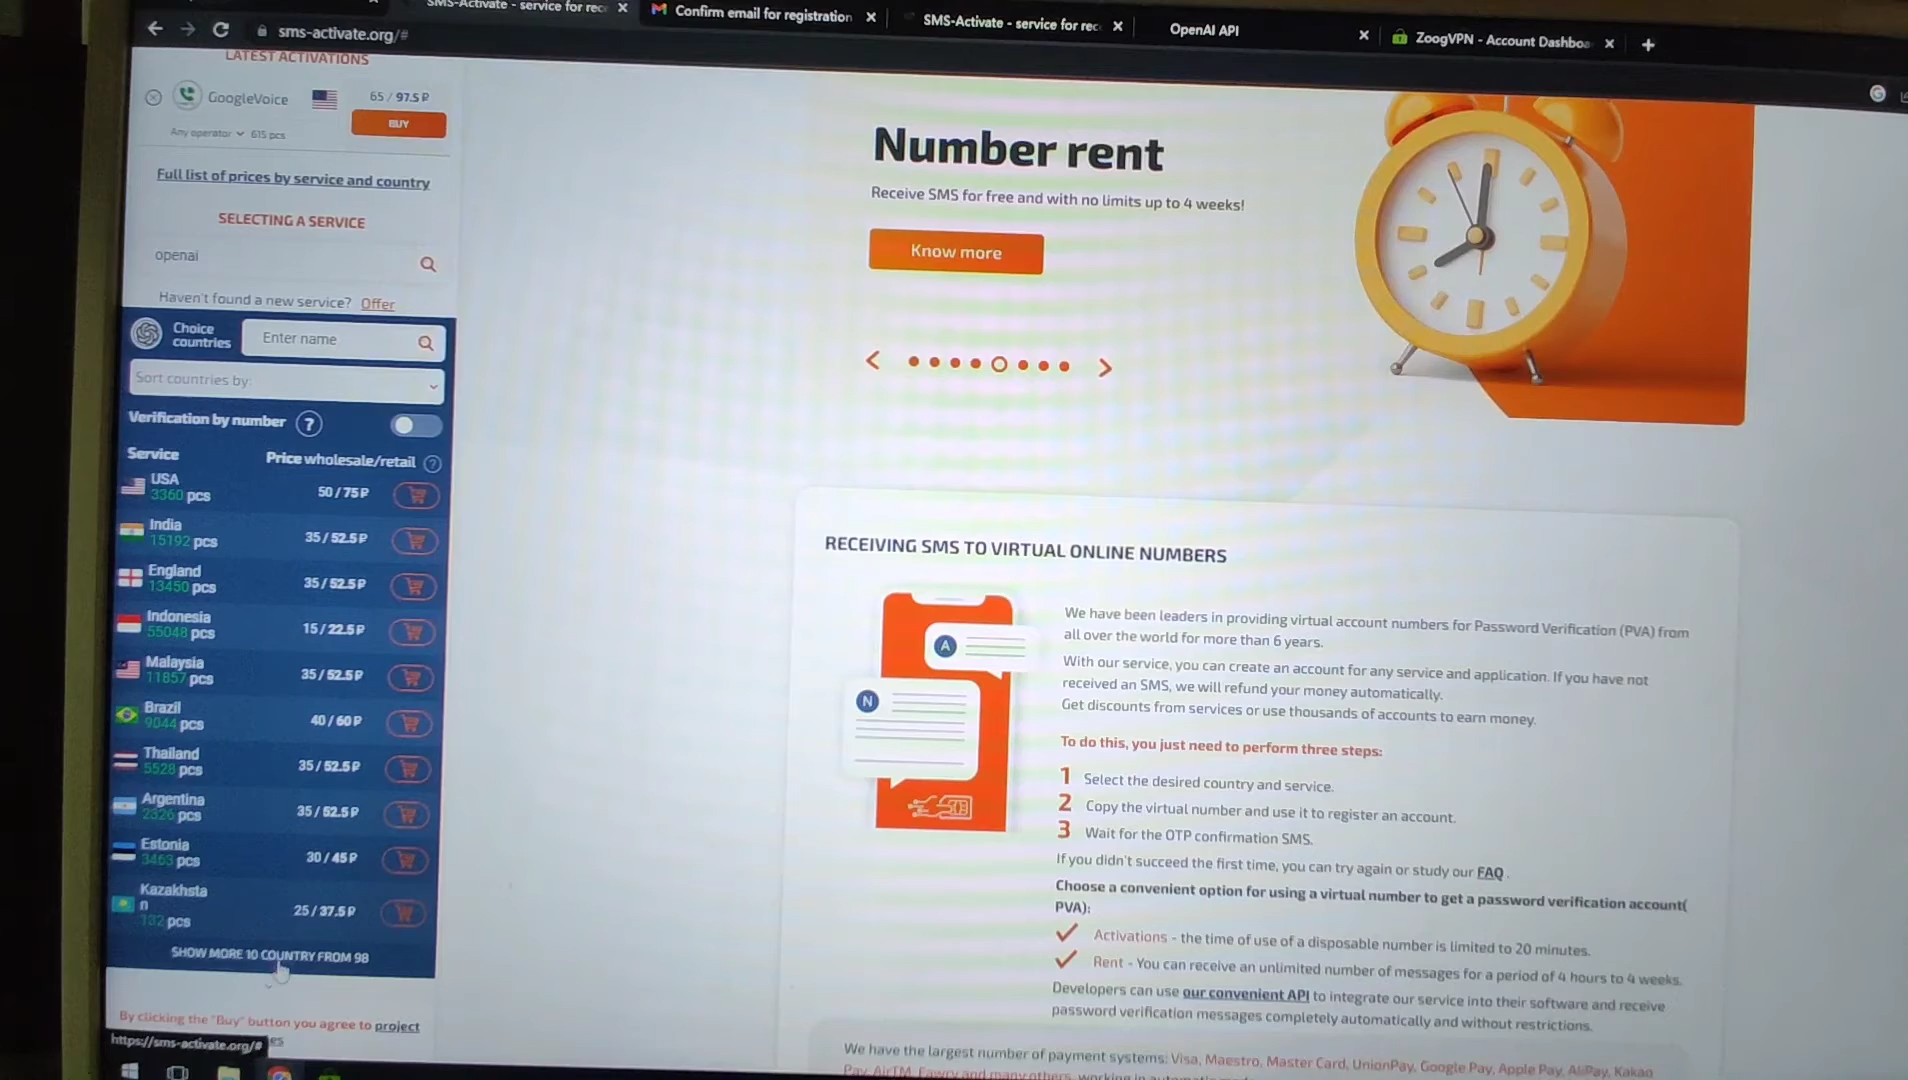 SMS-Activate - service for rec
Confirm email for registration
SMS-Activate - service for rec
OpenAI API
ZoogVPN - Account Dashboa
sms-activate.org/#
LATEST ACTIVATIONS
GoogleVoice
65 / 97.5 ₽
BUY
Any operator 615 pcs
Full list of prices by service and country
SELECTING A SERVICE
openai
Haven't found a new service? Offer
Choice countries
Enter name
Sort countries by:
Verification by number ?
Service Price wholesale/retail ?
USA
3360 pcs
50 / 75 ₽
India
15192 pcs
35 / 52.5 ₽
England
13450 pcs
35 / 52.5 ₽
Indonesia
55048 pcs
15 / 22.5 ₽
Malaysia
11857 pcs
35 / 52.5 ₽
Brazil
9044 pcs
40 / 60 ₽
Thailand
5528 pcs
35 / 52.5 ₽
Argentina
2326 pcs
35 / 52.5 ₽
Estonia
3463 pcs
30 / 45 ₽
Kazakhsta
n
132 pcs
25 / 37.5 ₽
SHOW MORE 10 COUNTRY FROM 98
By clicking the "Buy" button you agree to project
https://sms-activate.org/#
Number rent
Receive SMS for free and with no limits up to 4 weeks!
Know more
RECEIVING SMS TO VIRTUAL ONLINE NUMBERS
A
N
We have been leaders in providing virtual account numbers for Password Verification (PVA) from
all over the world for more than 6 years.
With our service, you can create an account for any service and application. If you have not
received an SMS, we will refund your money automatically.
Get discounts from services or use thousands of accounts to earn money.
To do this, you just need to perform three steps:
1 Select the desired country and service.
2 Copy the virtual number and use it to register an account.
3 Wait for the OTP confirmation SMS.
If you didn't succeed the first time, you can try again or study our FAQ .
Choose a convenient option for using a virtual number to get a password verification account(
PVA):
Activations - the time of use of a disposable number is limited to 20 minutes.
Rent - You can receive an unlimited number of messages for a period of 4 hours to 4 weeks.
Developers can use our convenient API to integrate our service into their software and receive
password verification messages completely automatically and without restrictions.
We have the largest number of payment systems: Visa, Maestro, Master Card, UnionPay, Google Pay, Apple Pay, AliPay, Kakao
Pay, AirTM, Fawry and many others, working in